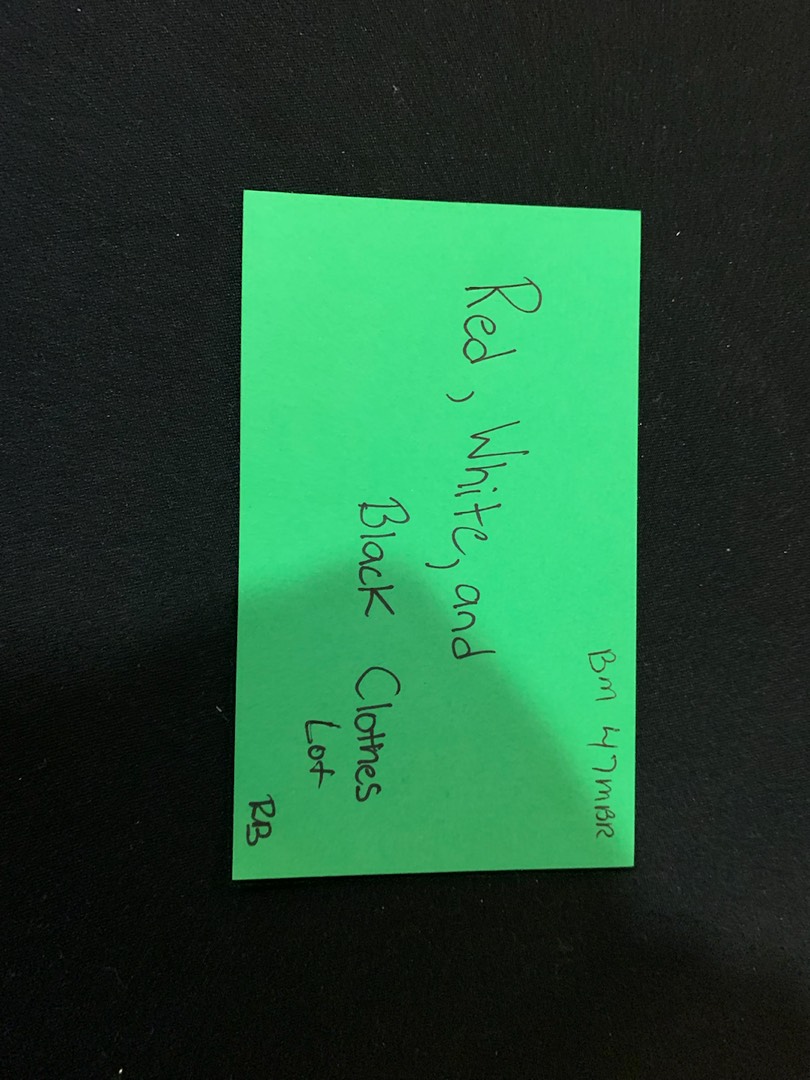 BM 47MBR
Red, White, and
Black Clothes
Lot
RB